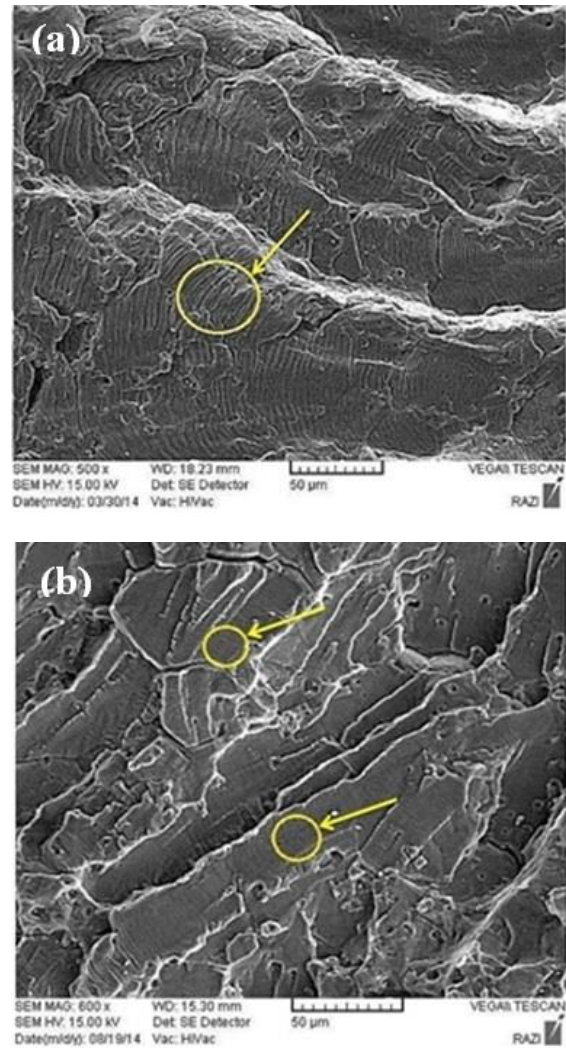 (a)
SEM MAG: 500 x WD: 18.23 mm
SEM HV: 15.00 kV Det: SE Detector 50 µm VEGA\\ TESCAN
Date(m/d/y): 03/30/14 Vac: HiVac RAZI
(b)
SEM MAG: 600 x WD: 15.30 mm
SEM HV: 15.00 kV Det: SE Detector 50 µm VEGA\\ TESCAN
Date(m/d/y): 08/19/14 Vac: HiVac RAZI